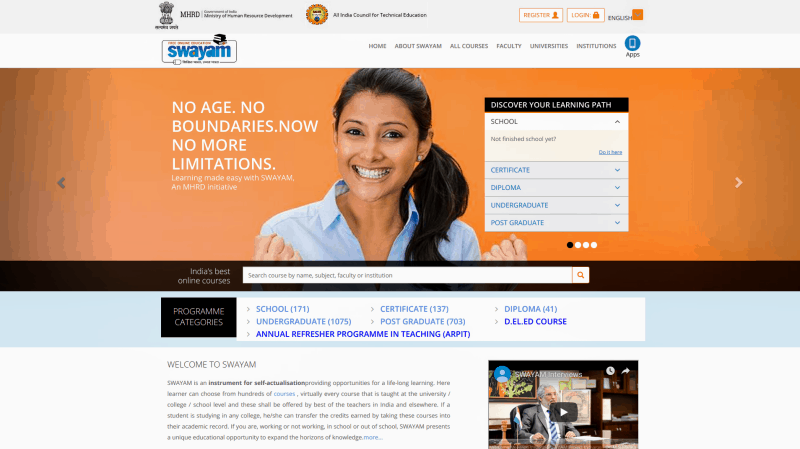 MHRD
Government of India
Ministry of Human Resource Development
All India Council for Technical Education
REGISTER
LOGIN:
ENGLISH
FREE ONLINE EDUCATION
swayam
शिक्षित भारत, उन्नत भारत
HOME
ABOUT SWAYAM
ALL COURSES
FACULTY
UNIVERSITIES
INSTITUTIONS
Apps
NO AGE. NO
BOUNDARIES.NOW
NO MORE
LIMITATIONS.
Learning made easy with SWAYAM,
An MHRD initiative
DISCOVER YOUR LEARNING PATH
SCHOOL
Not finished school yet?
Do it here
CERTIFICATE
DIPLOMA
UNDERGRADUATE
POST GRADUATE
India's best
online courses
Search course by name, subject, faculty or institution
PROGRAMME
CATEGORIES
SCHOOL (171)
CERTIFICATE (137)
DIPLOMA (41)
UNDERGRADUATE (1075)
POST GRADUATE (703)
D.EL.ED COURSE
ANNUAL REFRESHER PROGRAMME IN TEACHING (ARPIT)
WELCOME TO SWAYAM
SWAYAM is an instrument for self-actualisationproviding opportunities for a life-long learning. Here
learner can choose from hundreds of courses , virtually every course that is taught at the university /
college / school level and these shall be offered by best of the teachers in India and elsewhere. If a
student is studying in any college, he/she can transfer the credits earned by taking these courses into
their academic record. If you are, working or not working, in school or out of school, SWAYAM presents
a unique educational opportunity to expand the horizons of knowledge.more...
SWAYAM Interviews